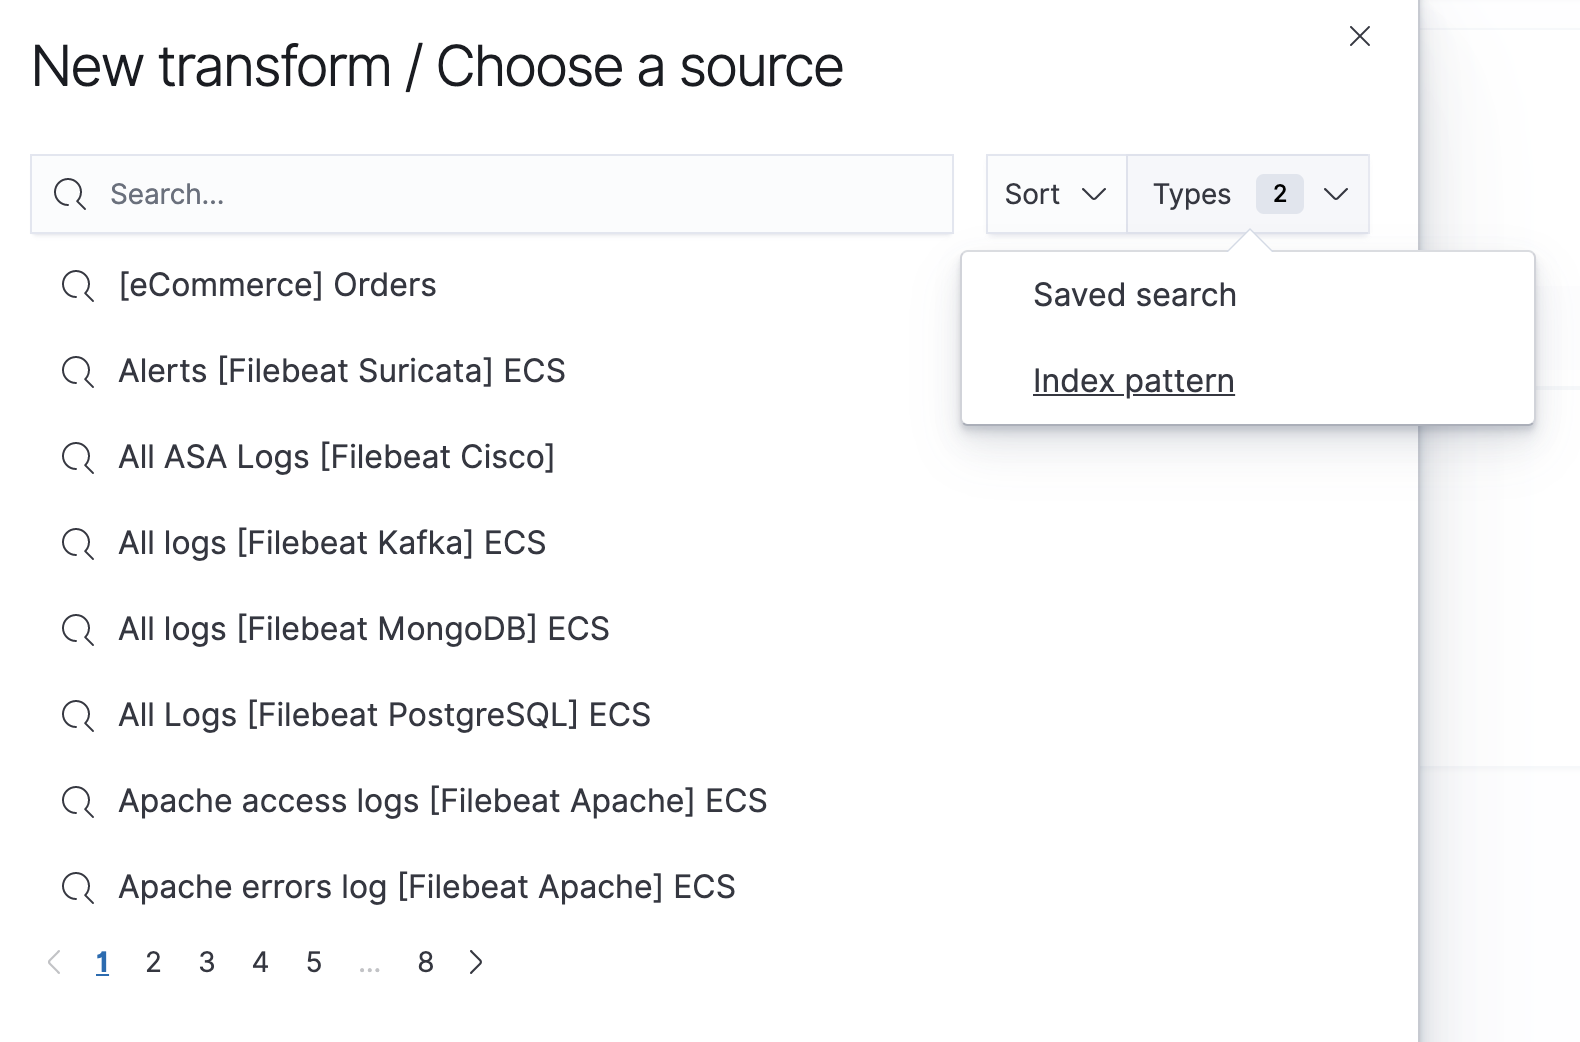 New transform / Choose a source
Search...
Sort
Types 2
Saved search
Index pattern
[eCommerce] Orders
Alerts [Filebeat Suricata] ECS
All ASA Logs [Filebeat Cisco]
All logs [Filebeat Kafka] ECS
All logs [Filebeat MongoDB] ECS
All Logs [Filebeat PostgreSQL] ECS
Apache access logs [Filebeat Apache] ECS
Apache errors log [Filebeat Apache] ECS
1 2 3 4 5 ... 8